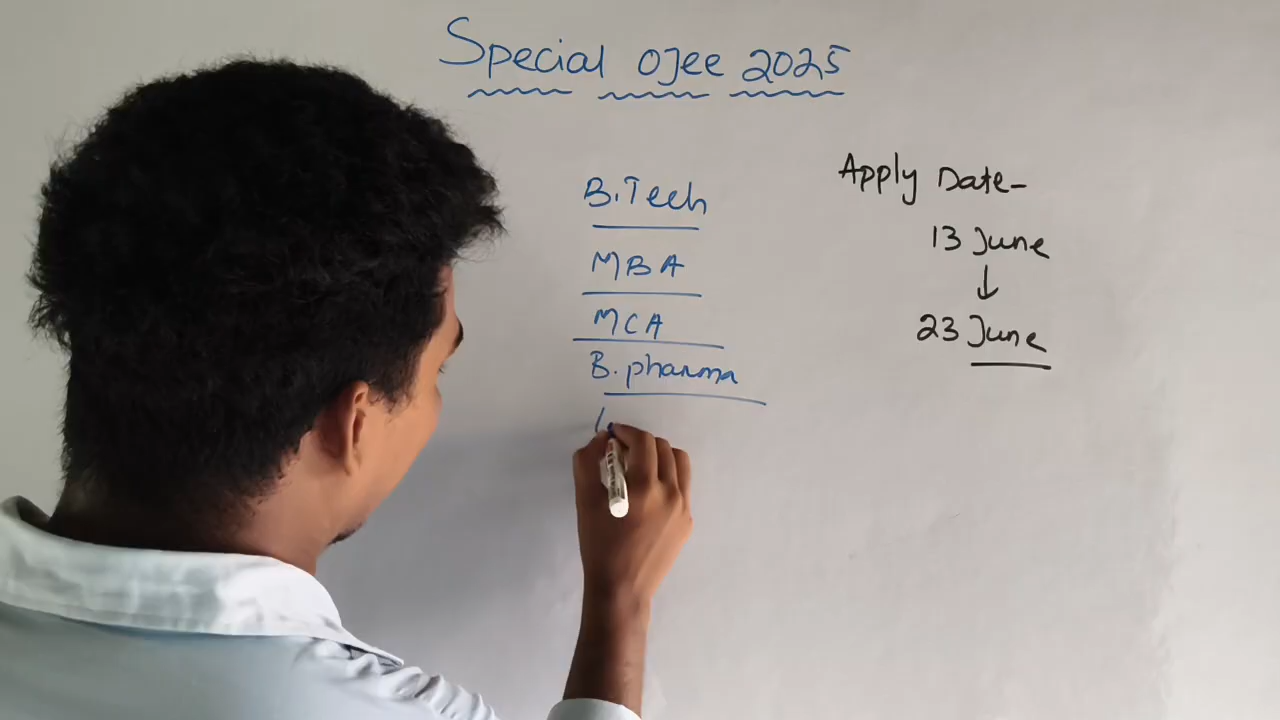 Special OJEE 2025
B.Tech
MBA
MCA
B.pharma
Apply Date-
13 June
↓
23 June